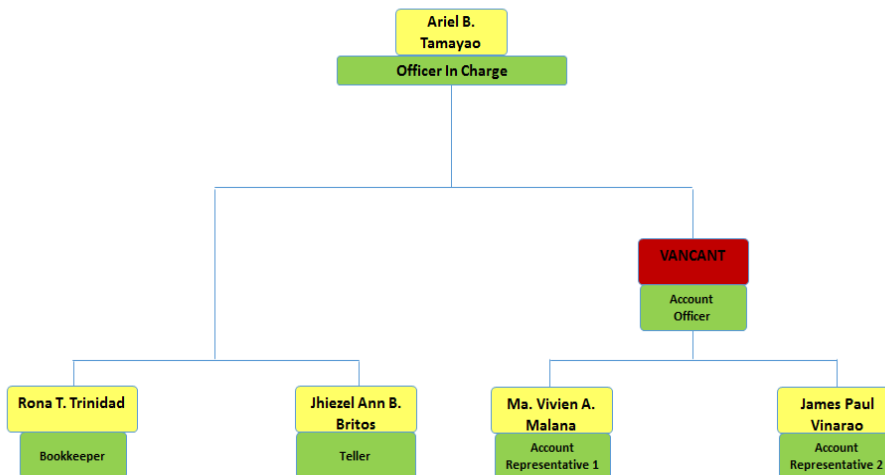 Ariel B.
Tamayao
Officer In Charge
VANCANT
Account
Officer
Rona T. Trinidad
Bookkeeper
Jhiezel Ann B.
Britos
Teller
Ma. Vivien A.
Malana
Account
Representative 1
James Paul
Vinarao
Account
Representative 2